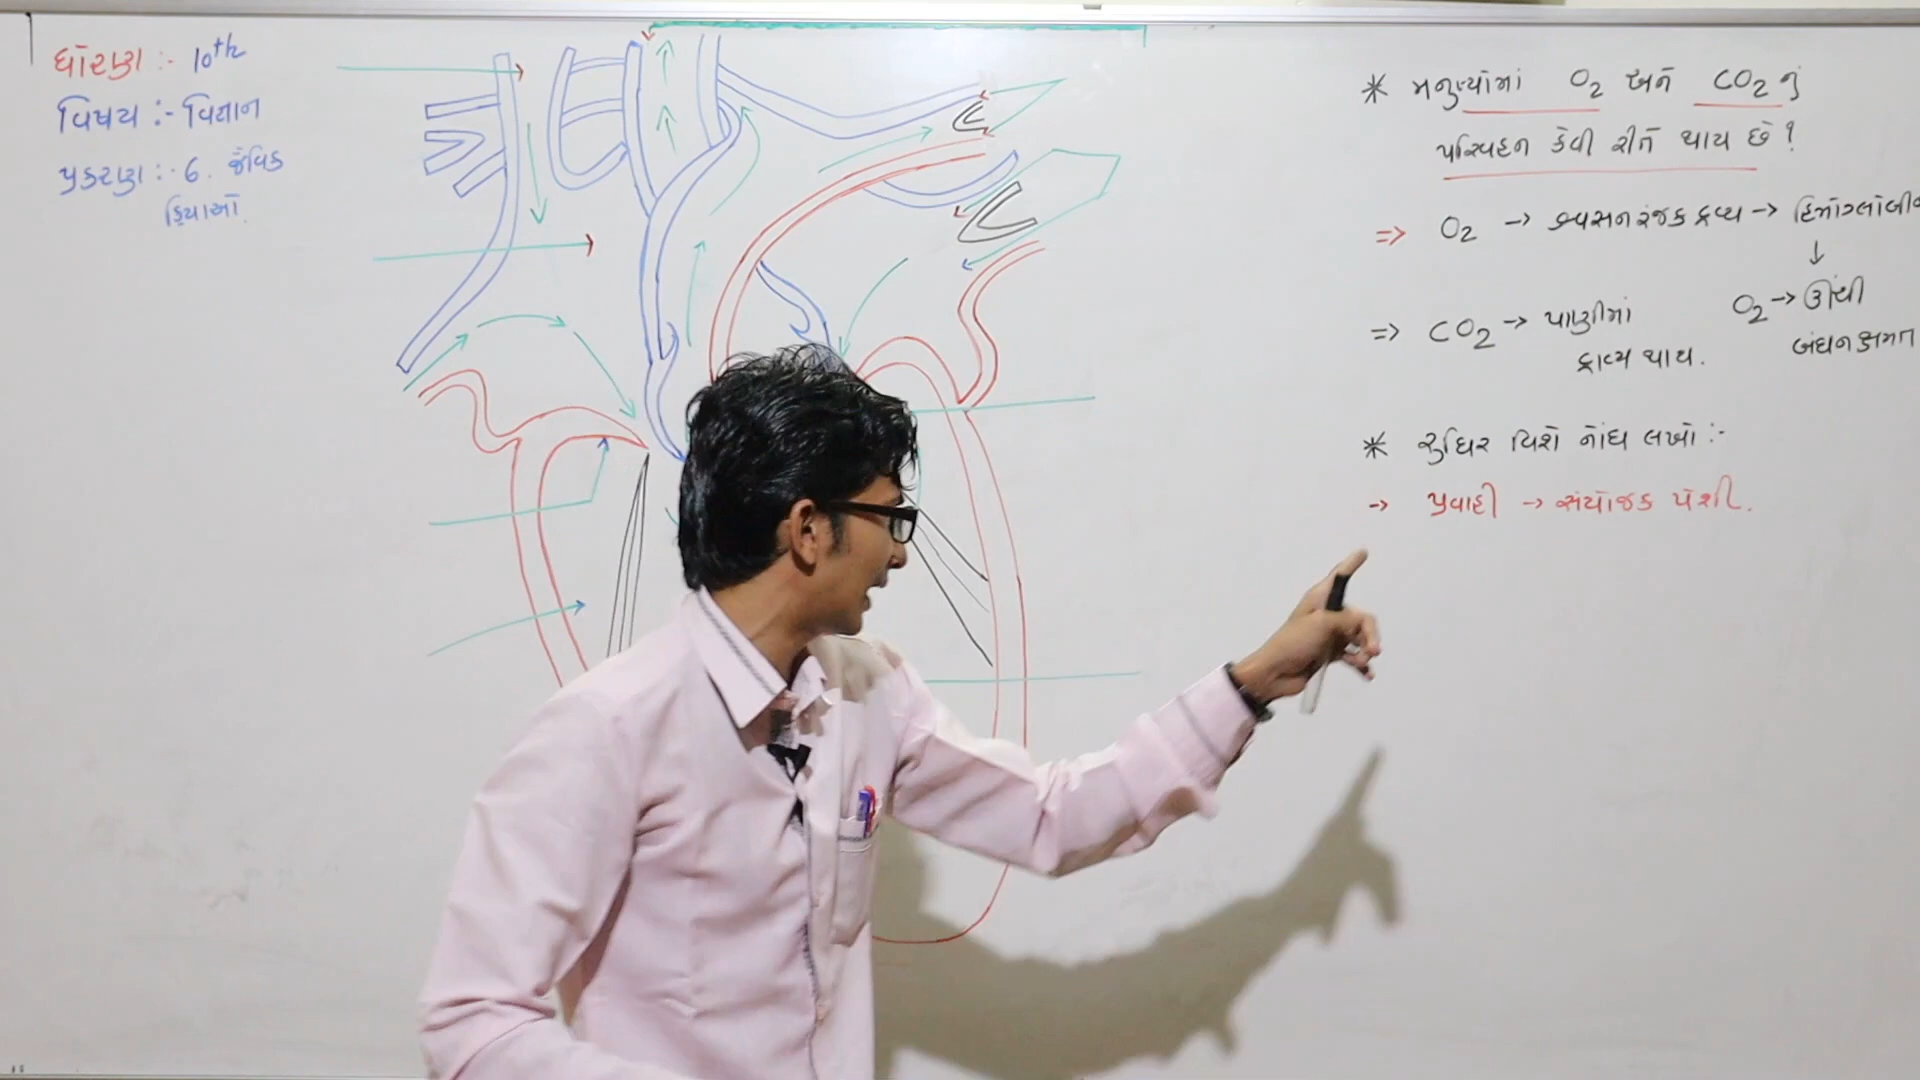 ધોરણ :- 10th
વિષય :- વિજ્ઞાન
પ્રકરણ :- 6. જૈવિક
ક્રિયાઓ.
* મનુષ્યોમાં O2 અને CO2 નું
પરિવહન કેવી રીતે થાય છે ?
=> O2 -> શ્વસનરંજક દ્રવ્ય -> હિમોગ્લોબીન
↓
O2 -> ઊંચી
બંધન ક્ષમત
=> CO2 -> પાણીમાં
દ્રાવ્ય થાય.
* રુધિર વિશે નોંધ લખો :-
-> પ્રવાહી -> સંયોજક પેશી.